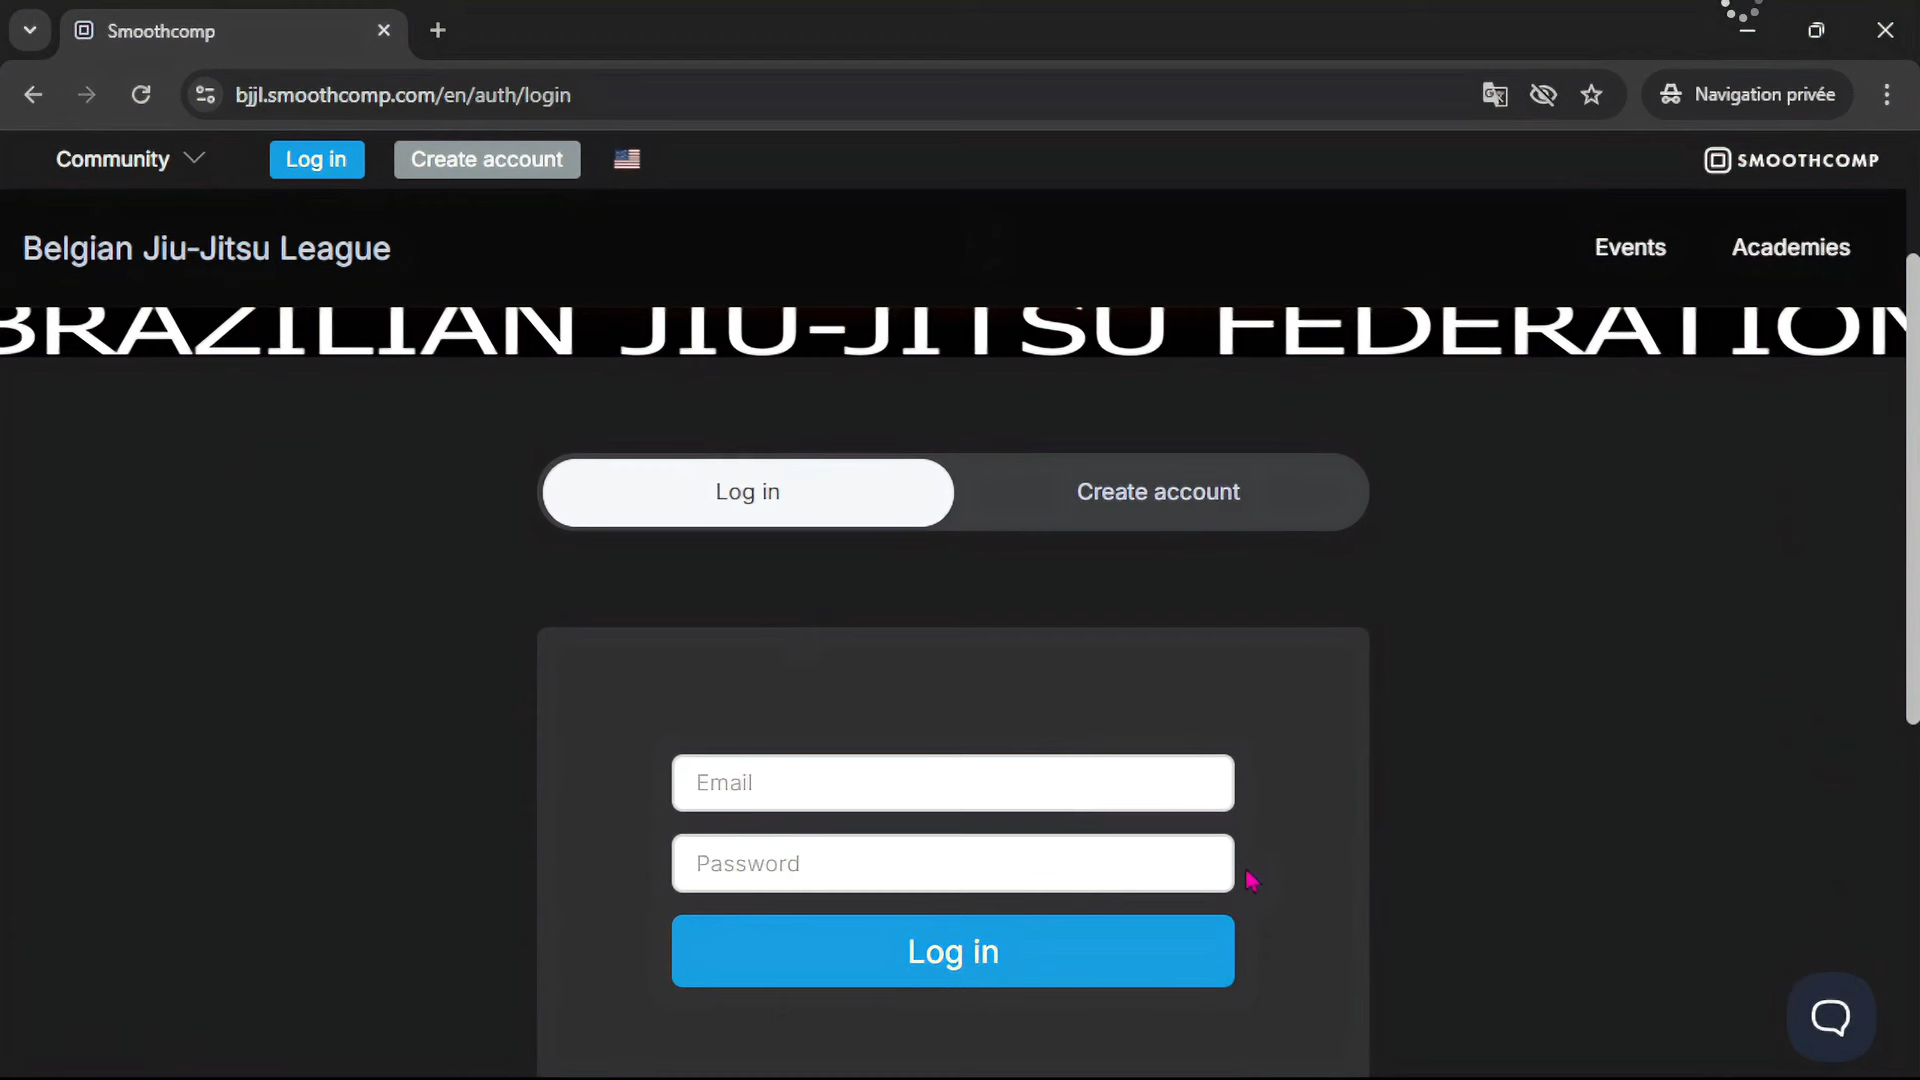 Smoothcomp
bjjl.smoothcomp.com/en/auth/login
Navigation privée
Community
Log in
Create account
SMOOTHCOMP
Belgian Jiu-Jitsu League
Events
Academies
BRAZILIAN JIU-JITSU FEDERATION
Log in
Create account
Email
Password
Log in